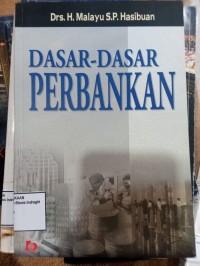 Drs. H. Malayu S.P. Hasibuan
DASAR-DASAR
PERBANKAN